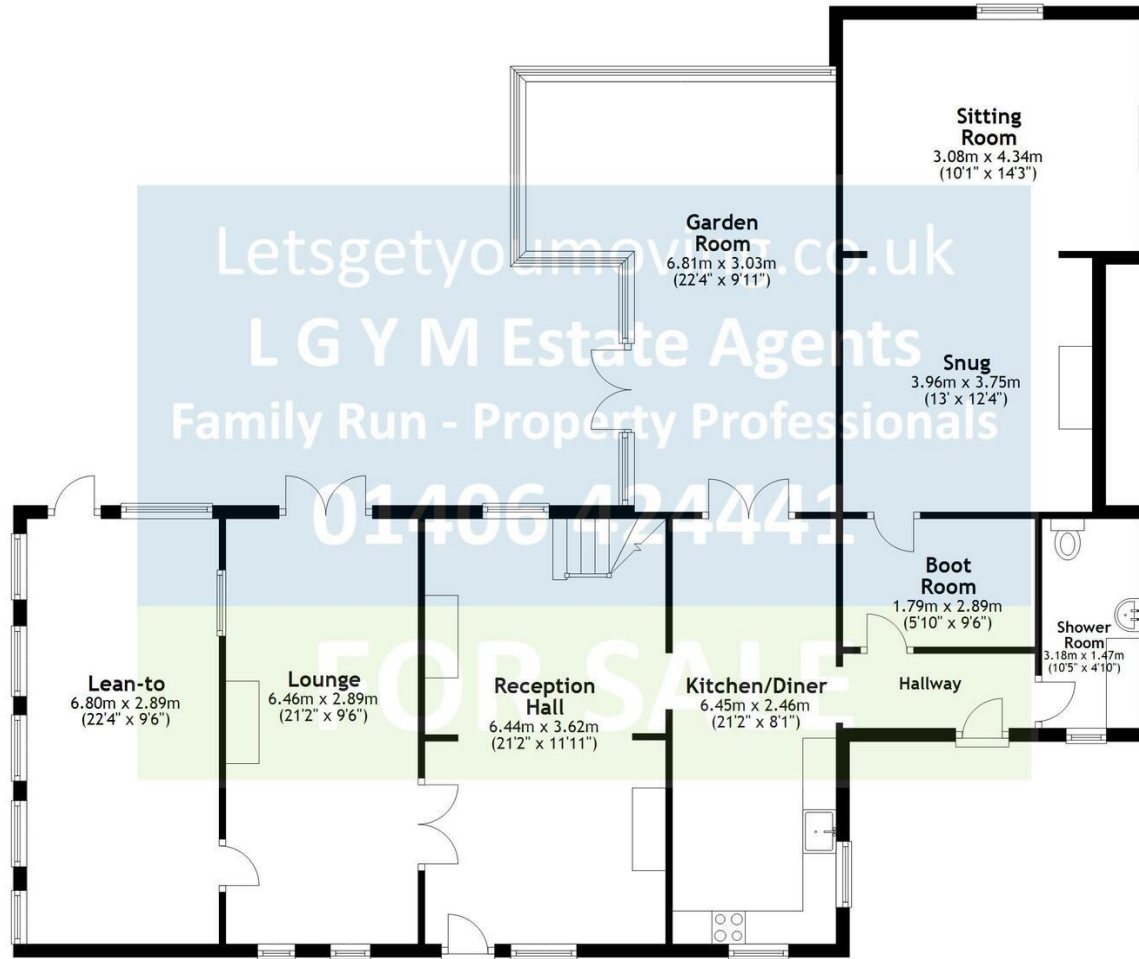 Sitting
Room
3.08m x 4.34m
(10'1" x 14'3")
Garden
Room
6.81m x 3.03m
(22'4" x 9'11")
Letsgetyoumoving.co.uk
L G Y M Estate Agents
Family Run - Property Professionals
01406 424441
FOR SALE
Snug
3.96m x 3.75m
(13' x 12'4")
Boot
Room
1.79m x 2.89m
(5'10" x 9'6")
Shower
Room
3.18m x 1.47m
(10'5" x 4'10")
Lean-to
6.80m x 2.89m
(22'4" x 9'6")
Lounge
6.46m x 2.89m
(21'2" x 9'6")
Reception
Hall
6.44m x 3.62m
(21'2" x 11'11")
Kitchen/Diner
6.45m x 2.46m
(21'2" x 8'1")
Hallway